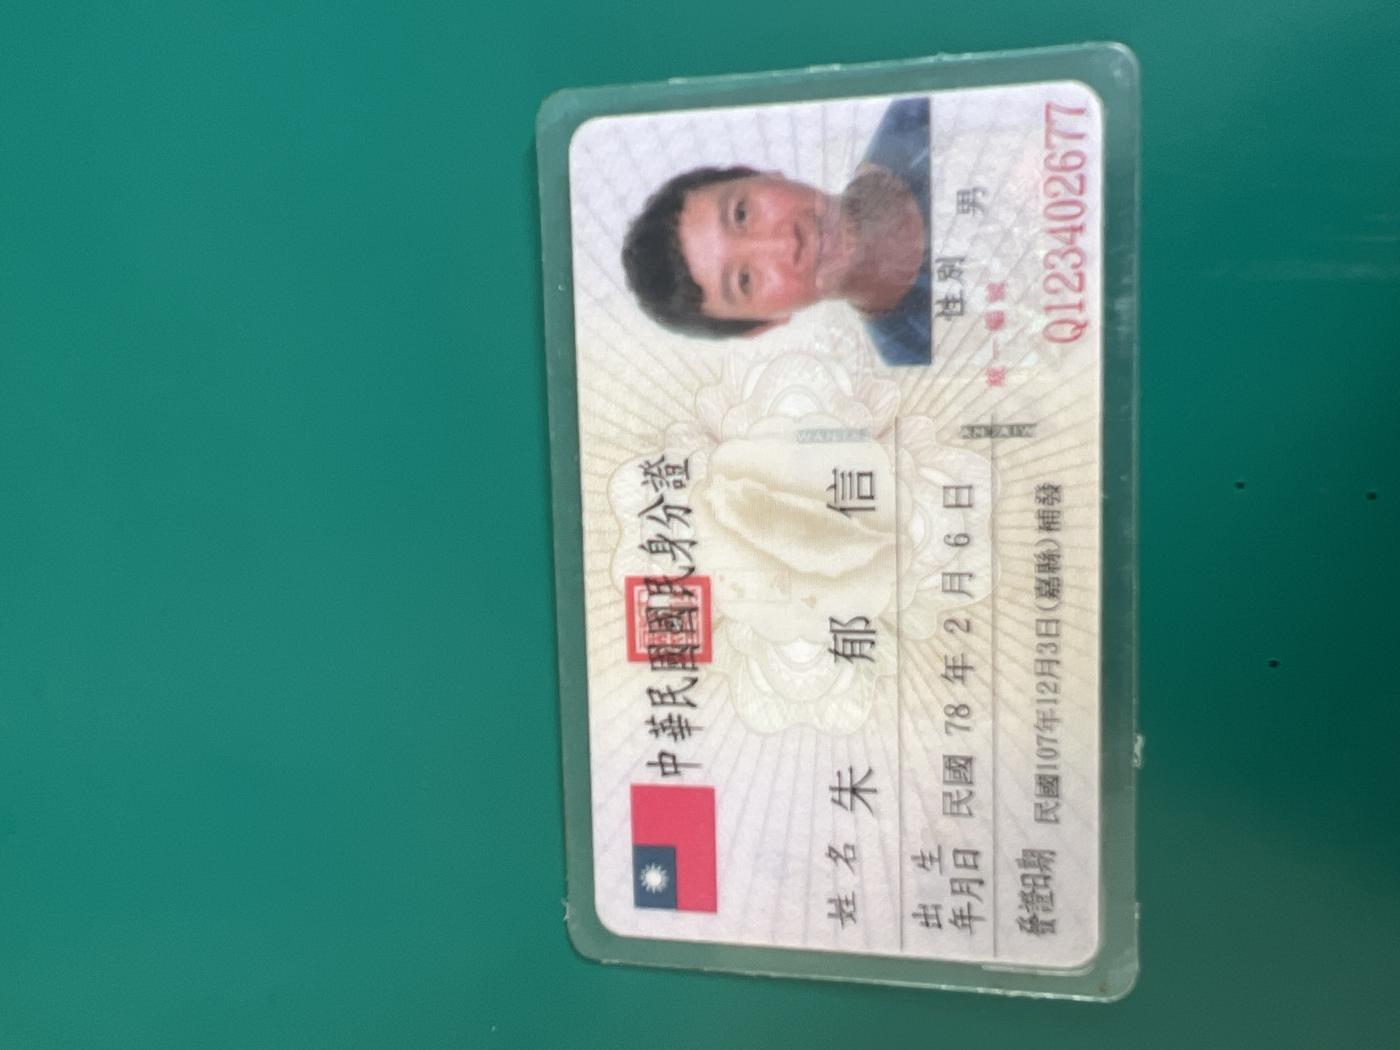 中華民國國民身分證
姓名 朱郁信
出生年月日 民國 78 年 2 月 6 日
性別 男
發證日期 民國107年12月3日(嘉縣)補發
統一編號
Q123402677